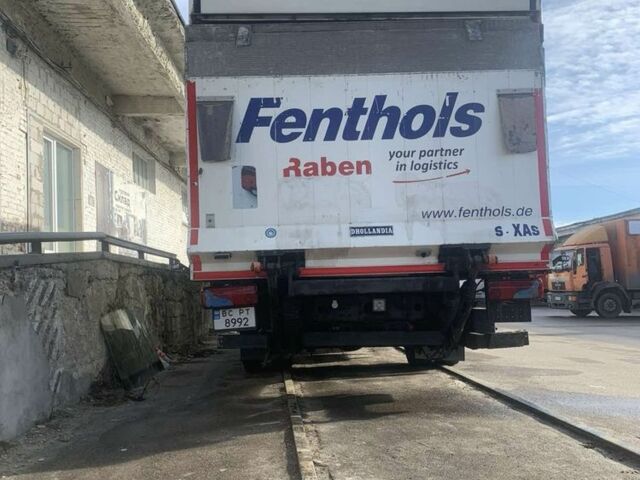 Fenthols
Raben
your partner
in logistics
www.fenthols.de
DHOLLANDIA
S·XAs
BC PT
8992